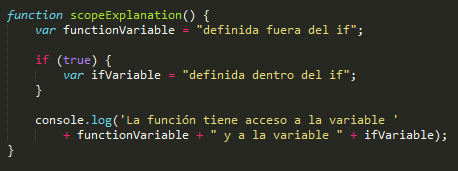 function scopeExplanation() {
    var functionVariable = "definida fuera del if";

    if (true) {
        var ifVariable = "definida dentro del if";
    }

    console.log('La función tiene acceso a la variable '
        + functionVariable + " y a la variable " + ifVariable);
}